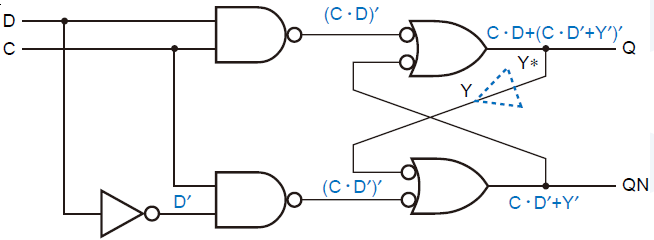 D
C
(C · D)′
C · D+(C · D′+Y′)′
Q
Y*
Y
D′
(C · D′)′
C · D′+Y′
QN